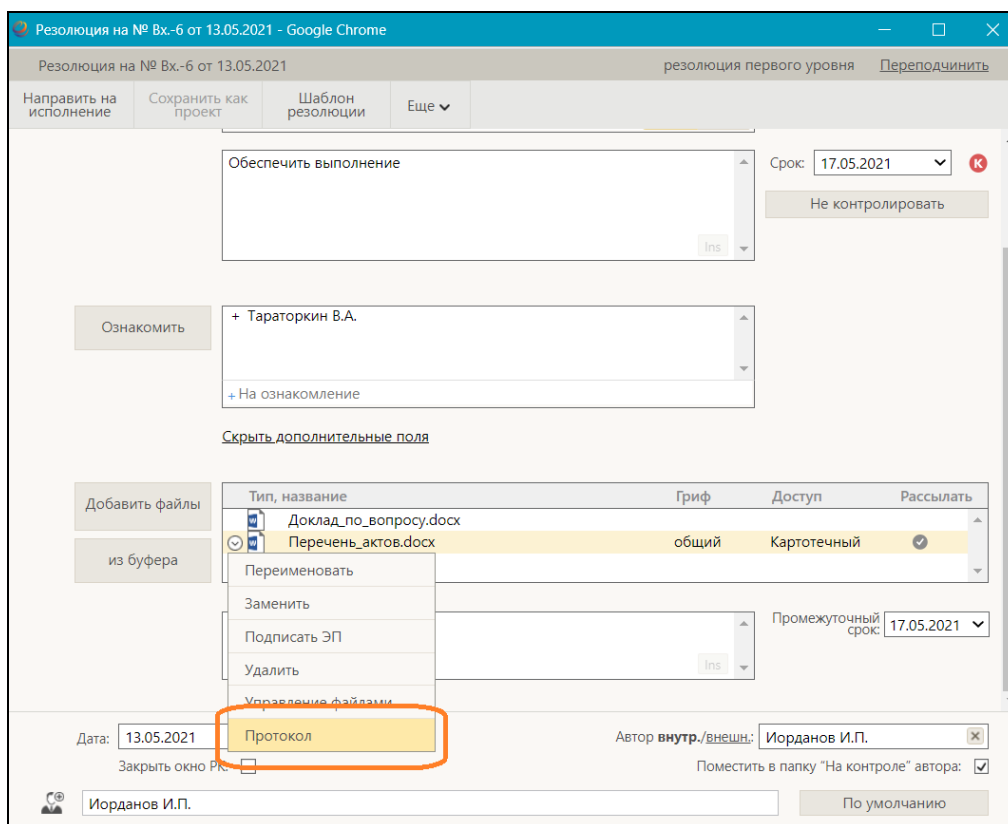 Резолюция на № Вх.-6 от 13.05.2021 - Google Chrome
Резолюция на № Вх.-6 от 13.05.2021 резолюция первого уровня Переподчинить
Направить на исполнение
Сохранить как проект
Шаблон резолюции
Еще
Обеспечить выполнение
Срок: 17.05.2021 К
Не контролировать
Ins
Ознакомить
+ Тараторкин В.А.
+ На ознакомление
Скрыть дополнительные поля
Добавить файлы
из буфера
Тип, название Гриф Доступ Рассылать
Доклад_по_вопросу.docx
Перечень_актов.docx общий Картотечный
Переименовать
Заменить
Подписать ЭП
Удалить
Управление файлами
Протокол
Промежуточный срок: 17.05.2021
Ins
Дата: 13.05.2021
Автор внутр./внешн.: Иорданов И.П.
Закрыть окно РК:
Поместить в папку "На контроле" автора:
Иорданов И.П.
По умолчанию